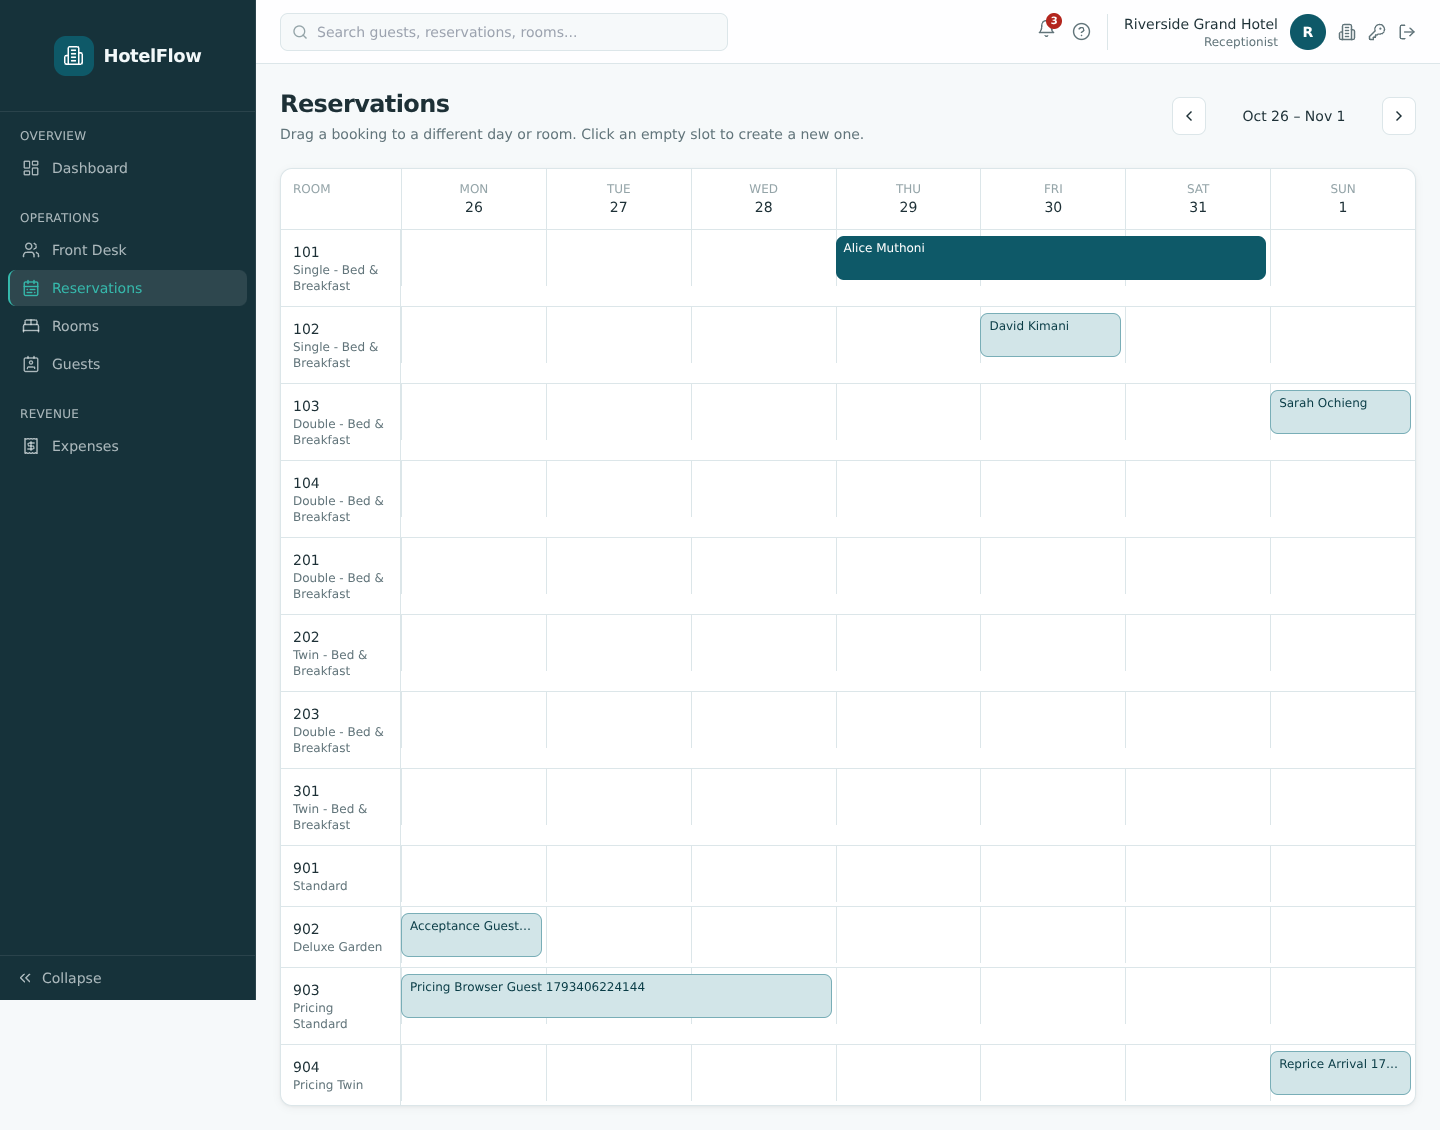 HotelFlow
OVERVIEW
Dashboard
OPERATIONS
Front Desk
Reservations
Rooms
Guests
REVENUE
Expenses
Collapse
Search guests, reservations, rooms...
3
Riverside Grand Hotel
Receptionist
R
Reservations
Drag a booking to a different day or room. Click an empty slot to create a new one.
Oct 26 – Nov 1
ROOM MON TUE WED THU FRI SAT SUN
26 27 28 29 30 31 1
101
Single - Bed &
Breakfast
Alice Muthoni
102
Single - Bed &
Breakfast
David Kimani
103
Double - Bed &
Breakfast
Sarah Ochieng
104
Double - Bed &
Breakfast
201
Double - Bed &
Breakfast
202
Twin - Bed &
Breakfast
203
Double - Bed &
Breakfast
301
Twin - Bed &
Breakfast
901
Standard
902
Deluxe Garden
Acceptance Guest…
903
Pricing
Standard
Pricing Browser Guest 1793406224144
904
Pricing Twin
Reprice Arrival 17…